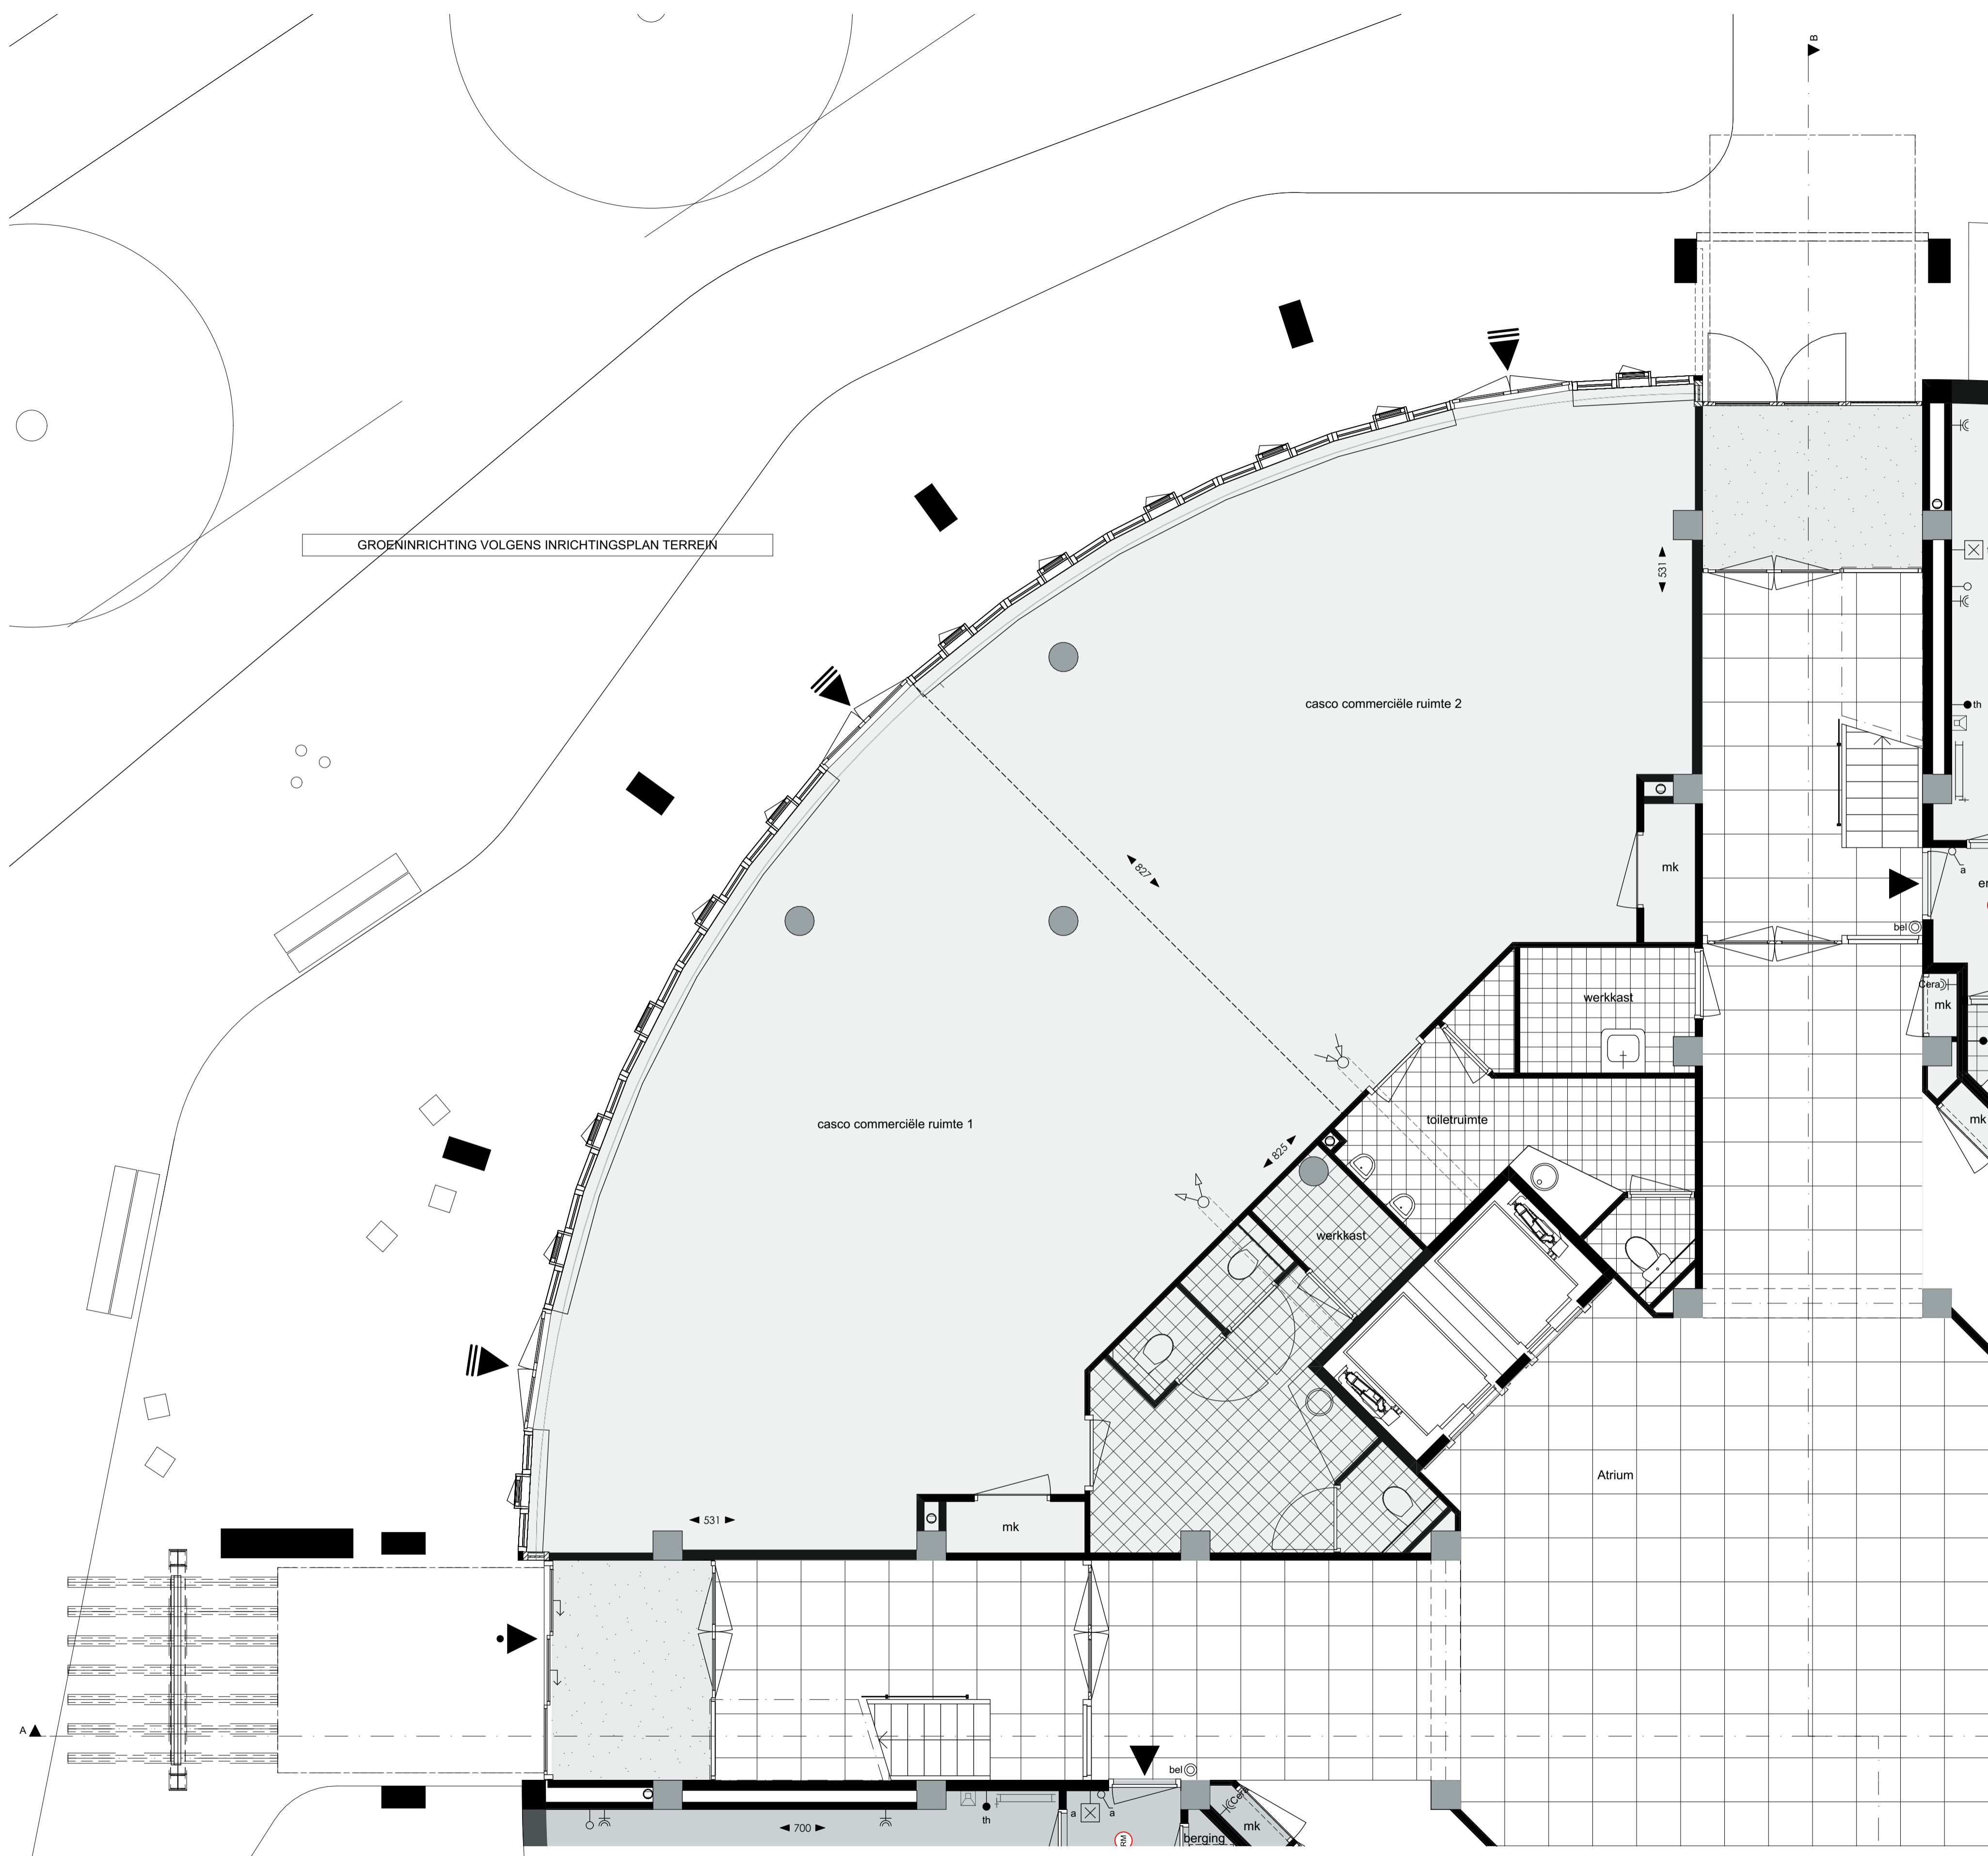 B
GROENINRICHTING VOLGENS INRICHTINGSPLAN TERREIN
531
casco commerciële ruimte 2
th
827
mk
a
bel
werkkast
Cera
mk
toiletruimte
mk
casco commerciële ruimte 1
825
werkkast
Atrium
531
mk
A
bel
th
a
a
700
mk
berging